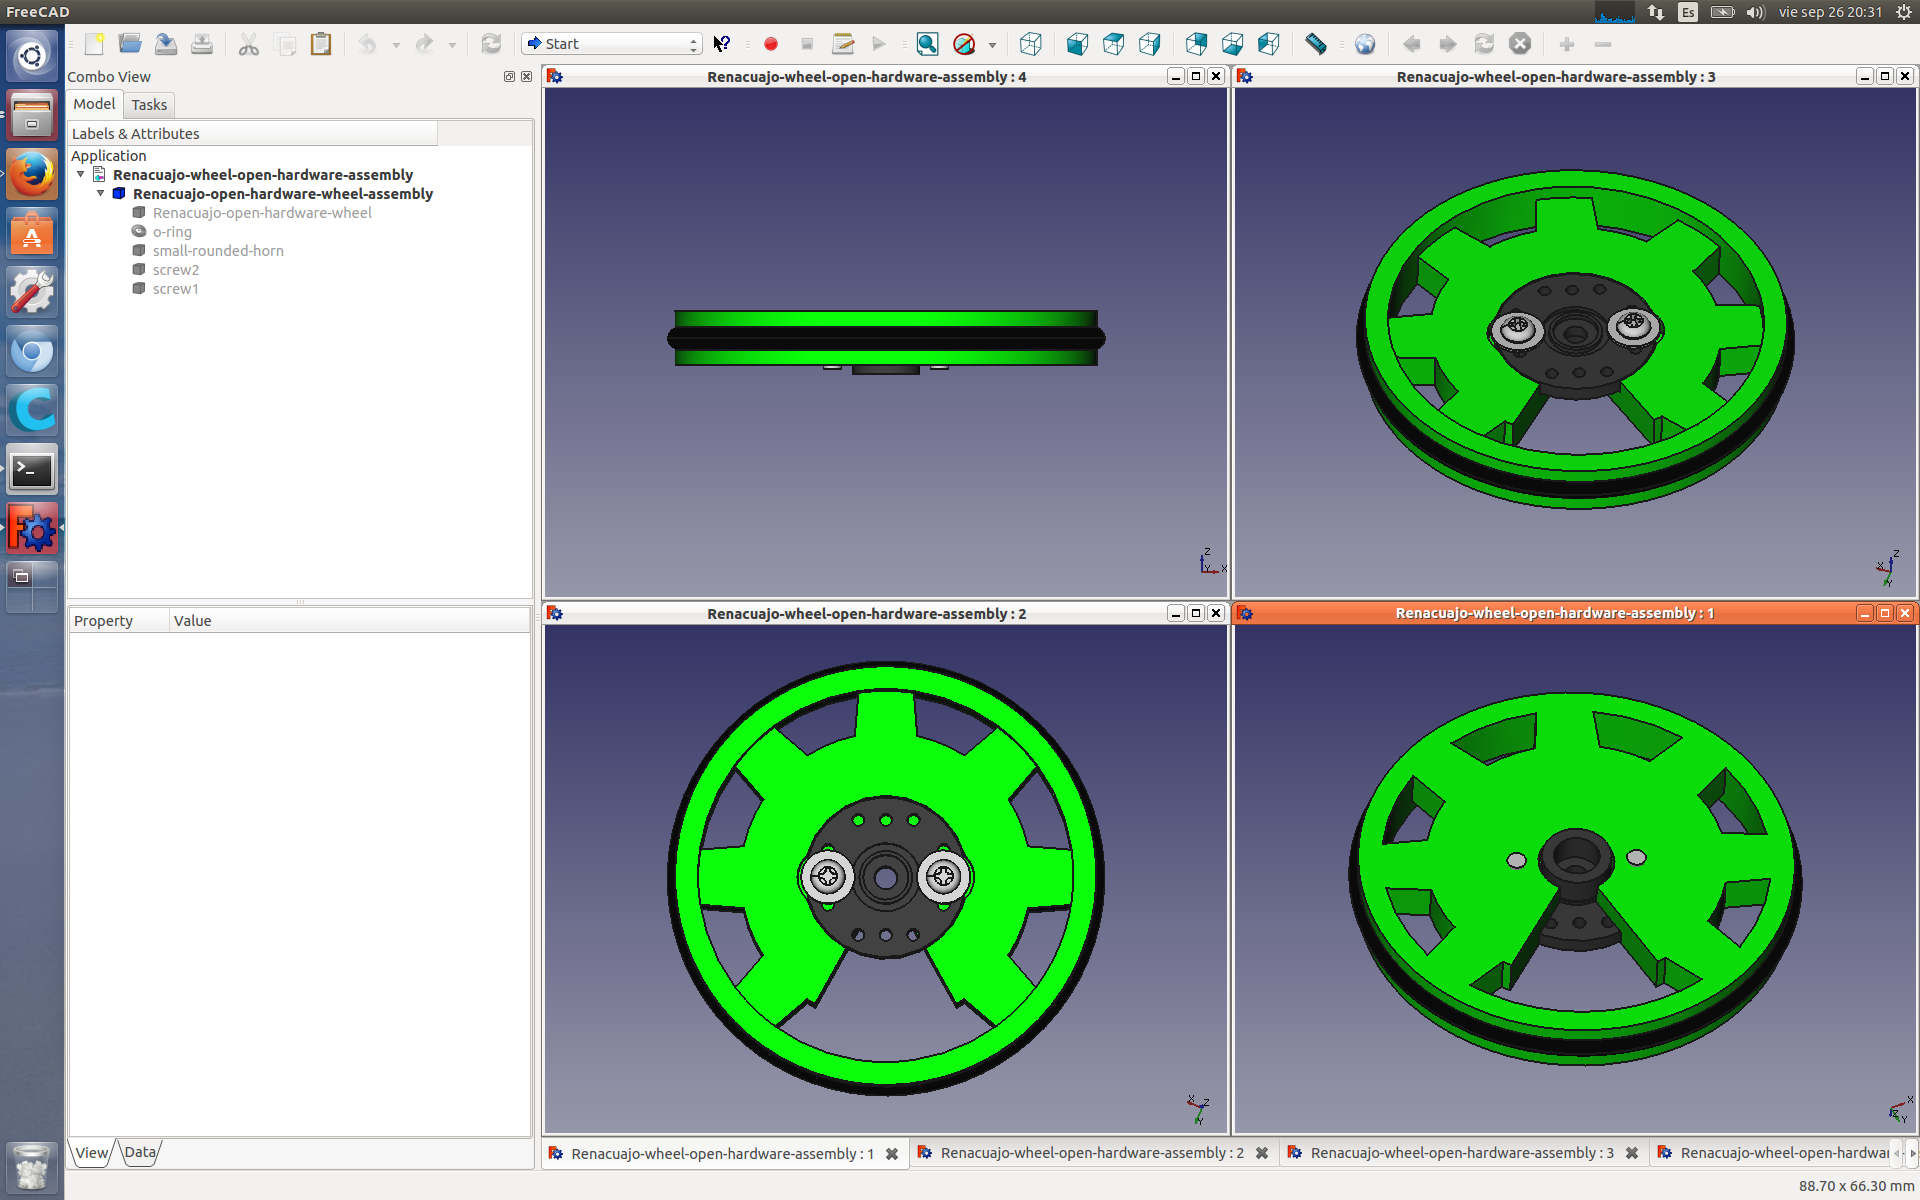 FreeCAD
Es
vie sep 26 20:31
Start
Combo View
Model
Tasks
Labels & Attributes
Application
Renacuajo-wheel-open-hardware-assembly
Renacuajo-open-hardware-wheel-assembly
Renacuajo-open-hardware-wheel
o-ring
small-rounded-horn
screw2
screw1
Property
Value
View
Data
Renacuajo-wheel-open-hardware-assembly : 4
Z
Y
X
Renacuajo-wheel-open-hardware-assembly : 3
Z
X
Y
Renacuajo-wheel-open-hardware-assembly : 2
X
Z
Y
Renacuajo-wheel-open-hardware-assembly : 1
X
Z
Y
Renacuajo-wheel-open-hardware-assembly : 1
Renacuajo-wheel-open-hardware-assembly : 2
Renacuajo-wheel-open-hardware-assembly : 3
Renacuajo-wheel-open-hardwar
88.70 x 66.30 mm